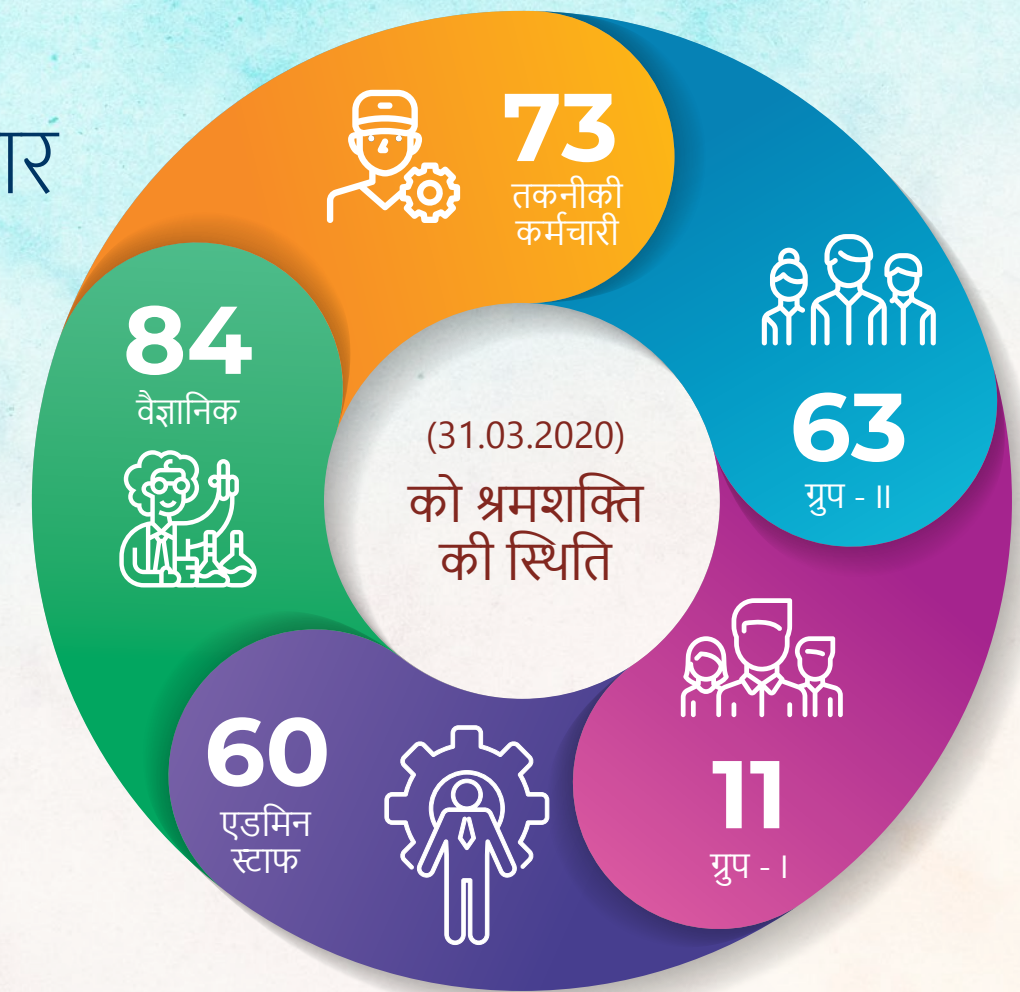 73
तकनीकी
कर्मचारी
84
वैज्ञानिक
63
ग्रुप - II
(31.03.2020)
को श्रमशक्ति
की स्थिति
60
एडमिन
स्टाफ
11
ग्रुप - I